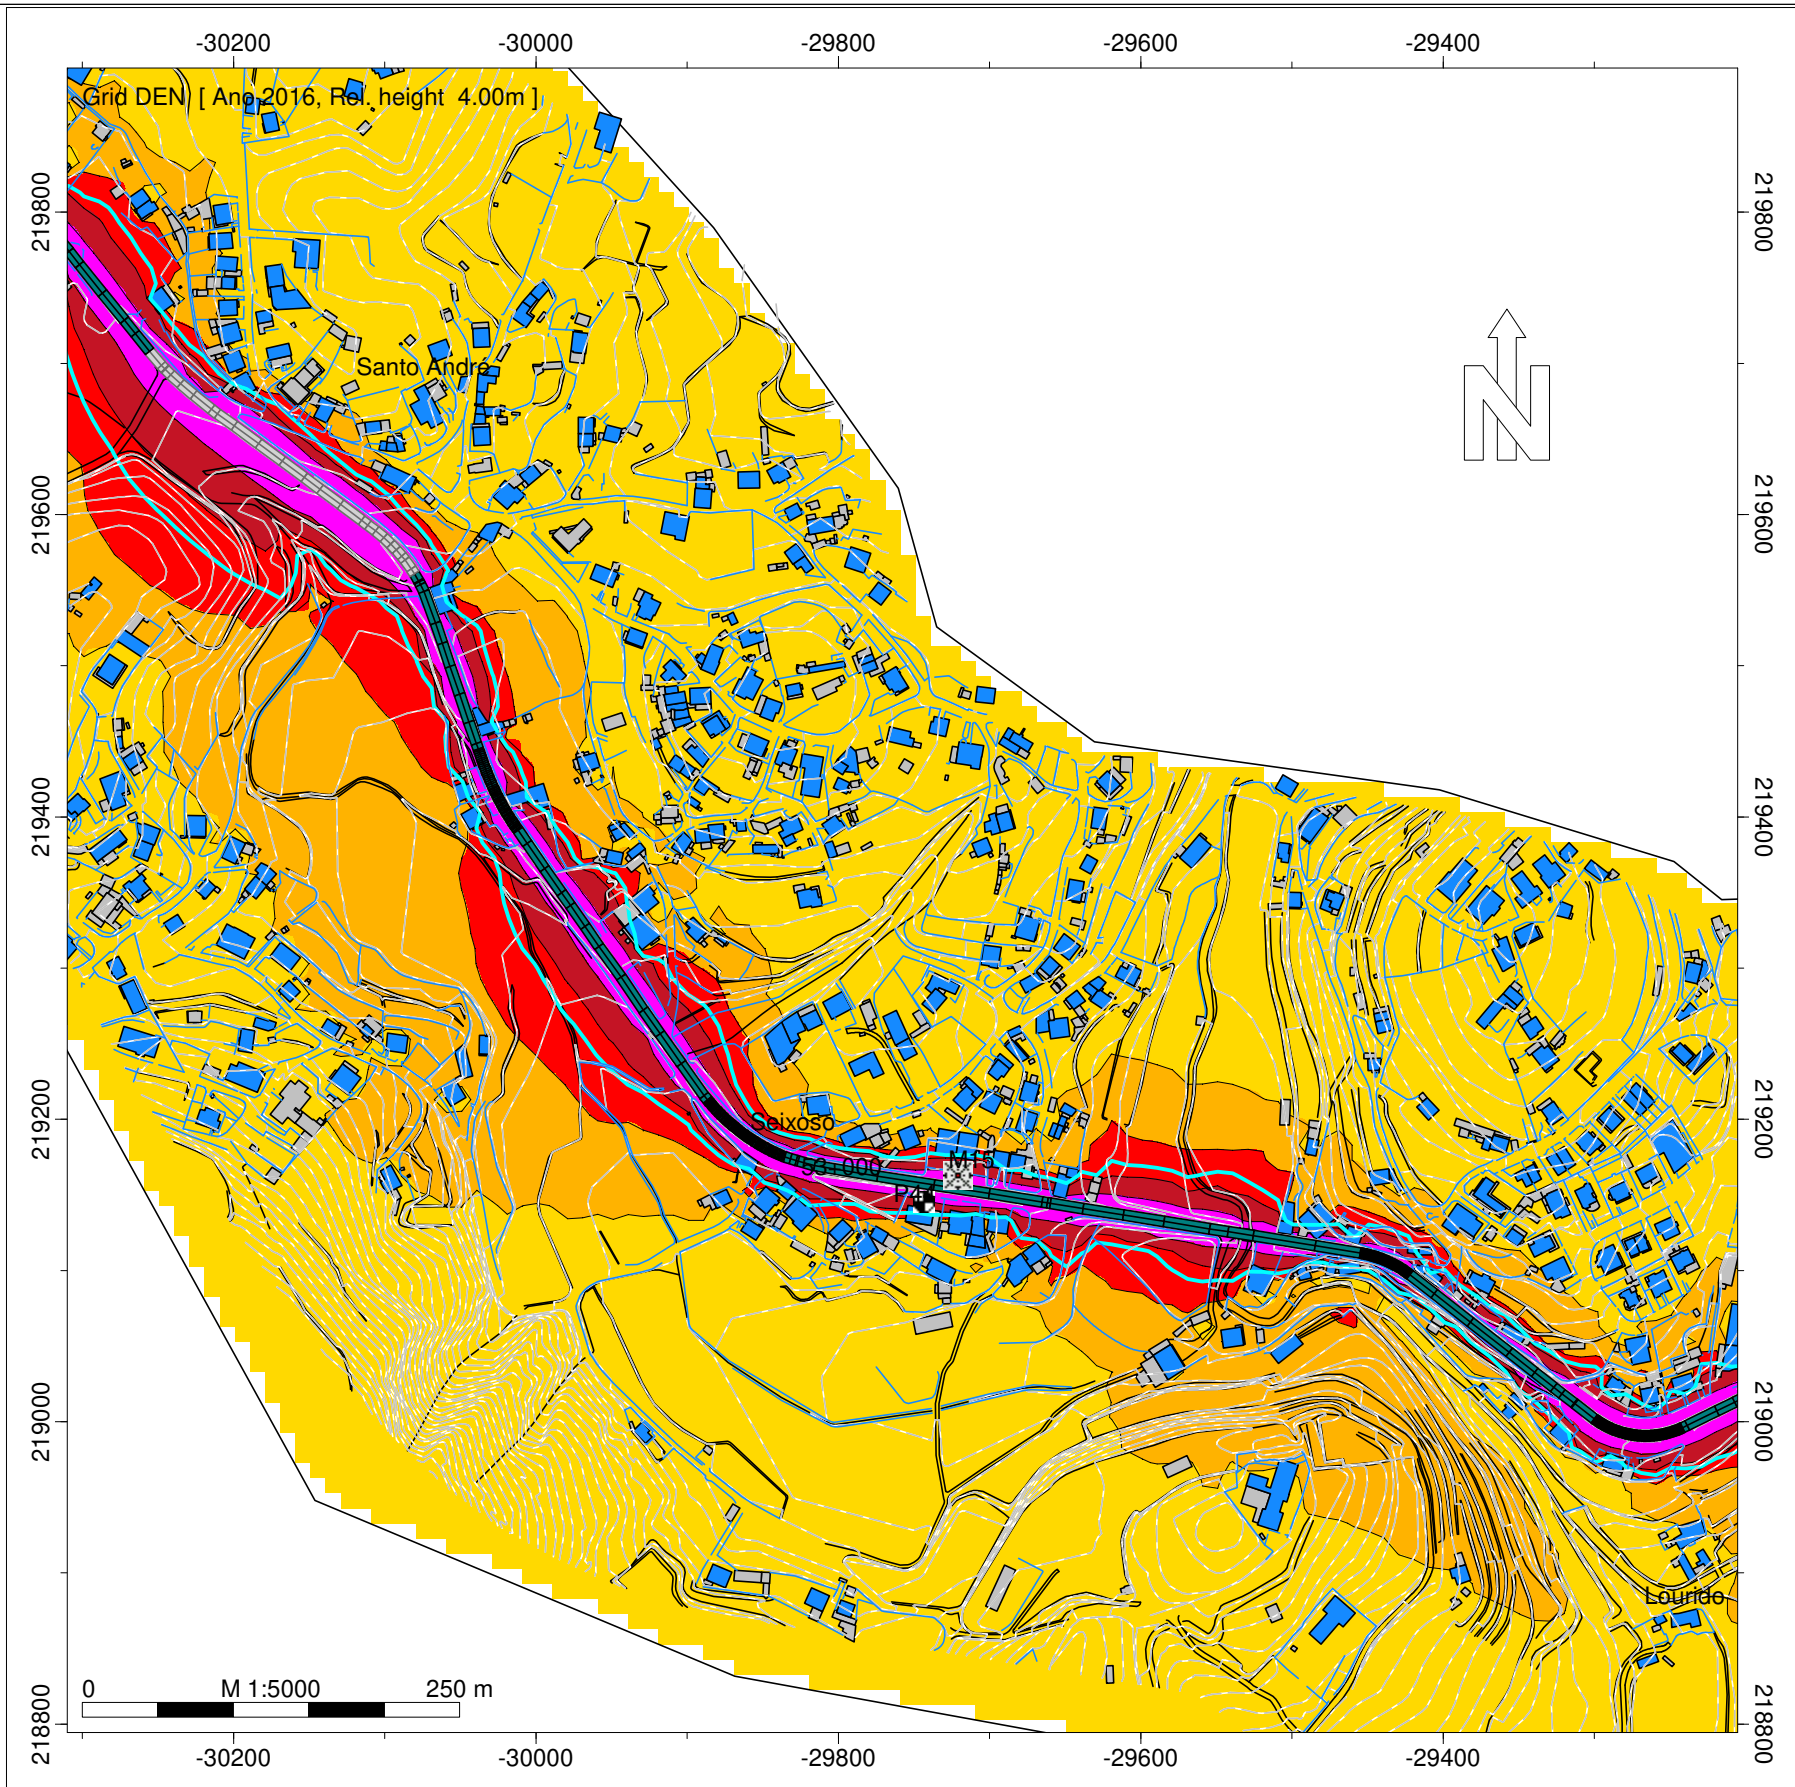 -30200 -30000 -29800 -29600 -29400
Grid DEN [ Ano 2016, Rel. height 4.00m ]
219800 219800
Santo André
219600 219600
219400 219400
219200 219200
Seixoso
53+000
M15
P4
219000 219000
Lourido
0 M 1:5000 250 m
218800 218800
-30200 -30000 -29800 -29600 -29400
N